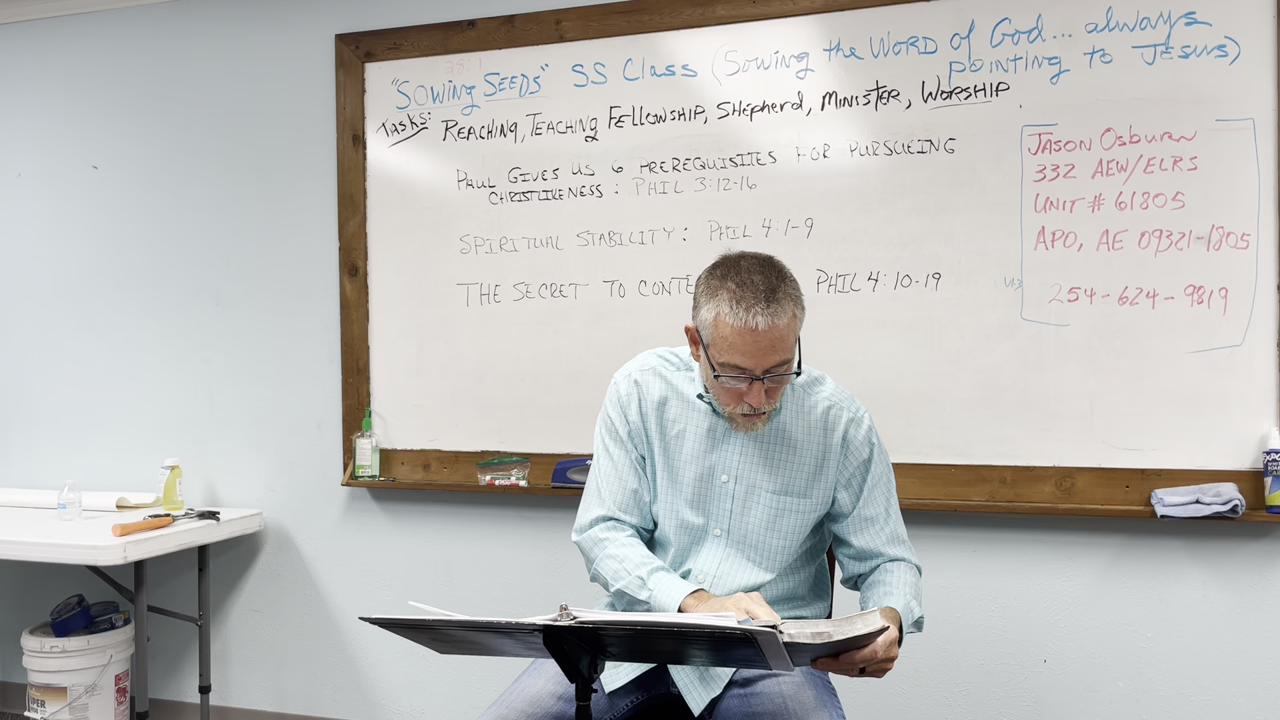 "SOWING SEEDS" SS Class (Sowing the WORD of God... always
pointing to JESUS)
TASKS: REACHING, TEACHING FELLOWSHIP, Shepherd, MINISTER, WORSHIP
PAUL GIVES US 6 PREREQUISITES FOR PURSUEING
CHRISTLIKENESS: PHIL 3:12-16
SPIRITUAL STABILITY: PHIL 4:1-9
THE SECRET TO CONTE PHIL 4:10-19
JASON OSBURN
332 AEW/ELRS
UNIT # 61805
APO, AE 09321-1805
254-624-9819
EXPO